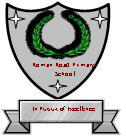 Roman Road Primary
School
In Pursuit of Excellence